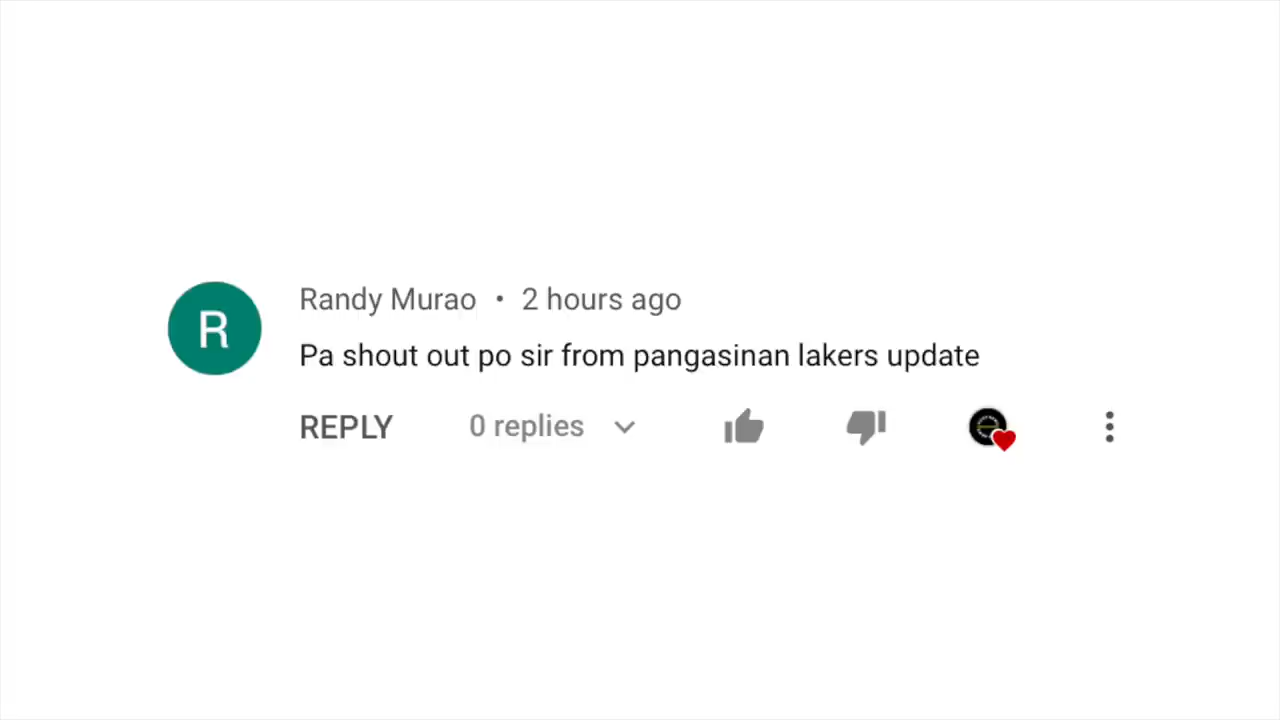 R
Randy Murao • 2 hours ago
Pa shout out po sir from pangasinan lakers update
REPLY 0 replies